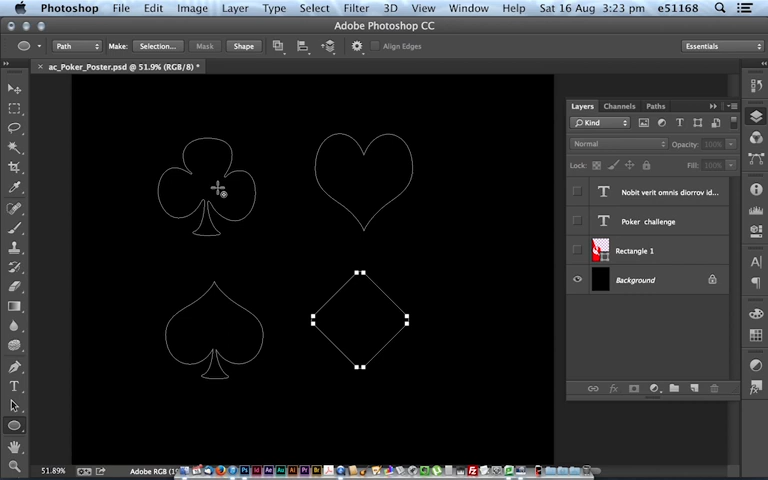 Photoshop File Edit Image Layer Type Select Filter 3D View Window Help Sat 16 Aug 3:23 pm e51168
Adobe Photoshop CC
Path Make: Selection... Mask Shape Align Edges Essentials
ac_Poker_Poster.psd @ 51.9% (RGB/8) *
Layers Channels Paths
Kind
Normal Opacity: 100%
Lock: Fill: 100%
Nobit verit omnis diorrov id...
Poker challenge
Rectangle 1
Background
51.89% Adobe RGB (19